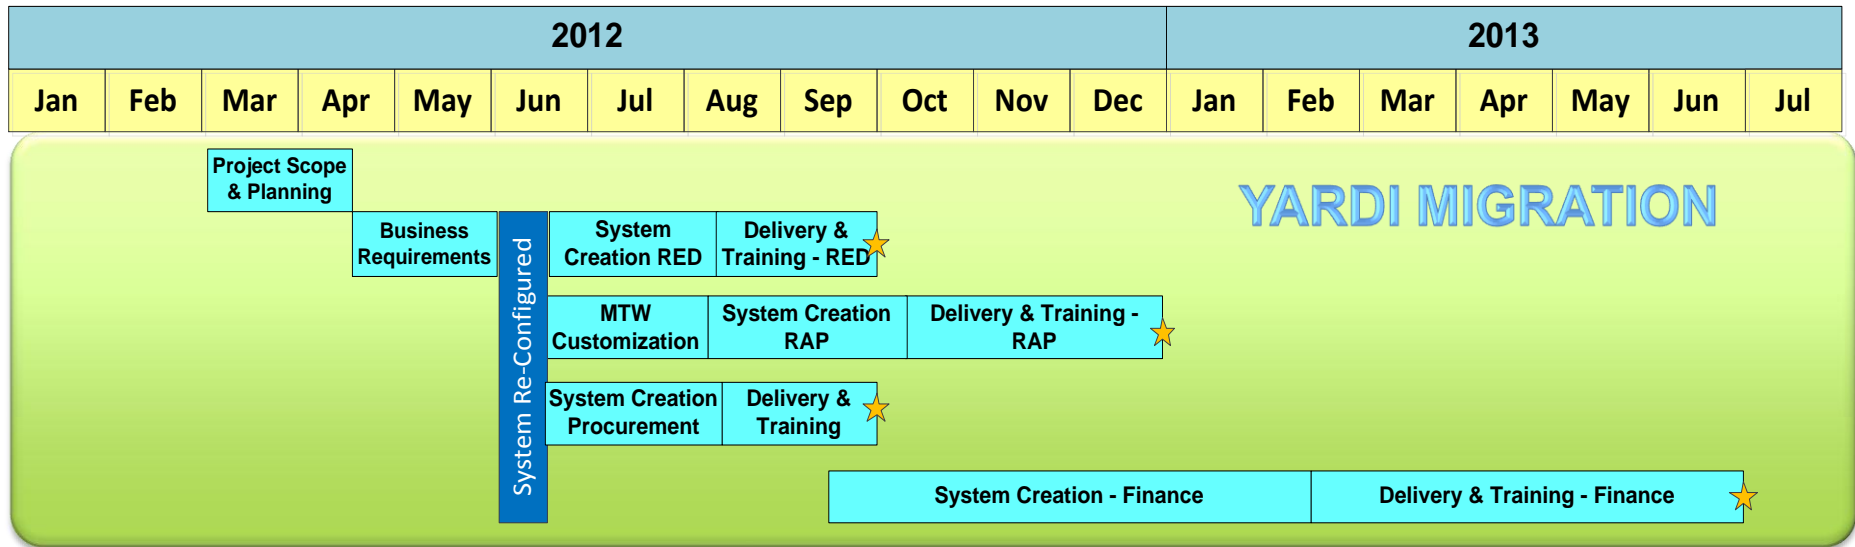 2012 2013
Jan Feb Mar Apr May Jun Jul Aug Sep Oct Nov Dec Jan Feb Mar Apr May Jun Jul
Project Scope
& Planning
YARDI MIGRATION
Business
Requirements
System Re-Configured
System
Creation RED
Delivery &
Training - RED
MTW
Customization
System Creation
RAP
Delivery & Training -
RAP
System Creation
Procurement
Delivery &
Training
System Creation - Finance
Delivery & Training - Finance